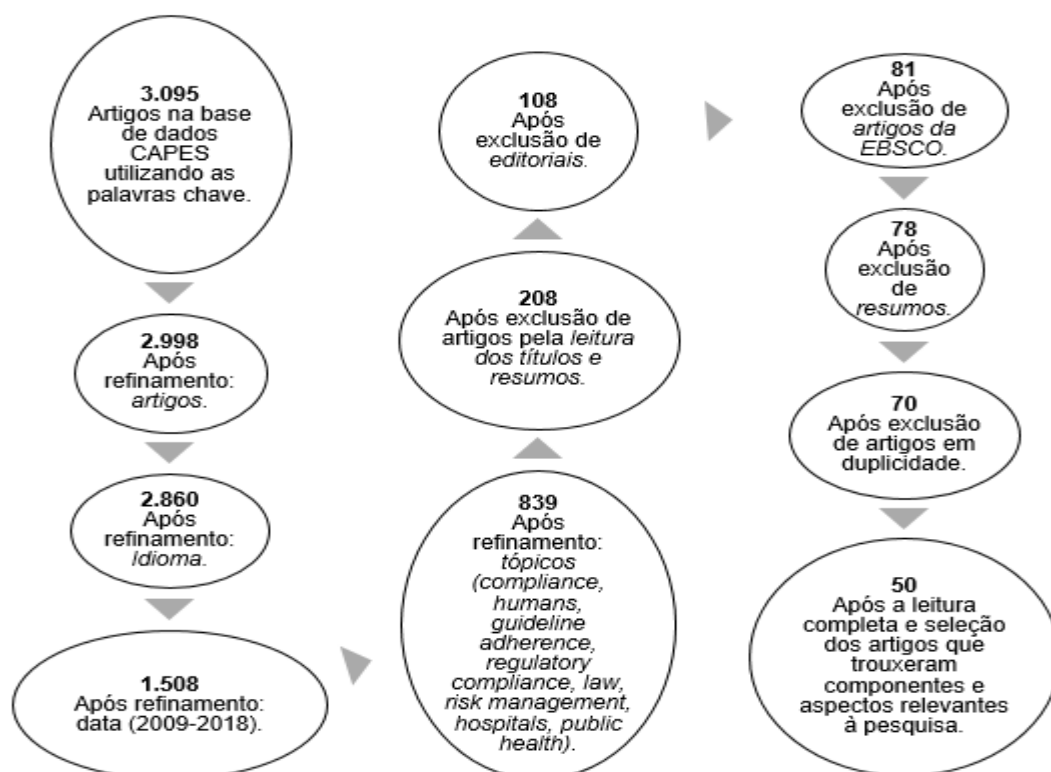 3.095
Artigos na base
de dados
CAPES
utilizando as
palavras chave.
2.998
Após
refinamento:
artigos.
2.860
Após
refinamento:
Idioma.
1.508
Após refinamento:
data (2009-2018).
839
Após
refinamento:
tópicos
(compliance,
humans,
guideline
adherence,
regulatory
compliance, law,
risk management,
hospitals, public
health).
208
Após exclusão de
artigos pela leitura
dos títulos e
resumos.
108
Após
exclusão de
editoriais.
81
Após
exclusão de
artigos da
EBSCO.
78
Após
exclusão
de
resumos.
70
Após exclusão
de artigos em
duplicidade.
50
Após a leitura
completa e seleção
dos artigos que
trouxeram
componentes e
aspectos relevantes
à pesquisa.